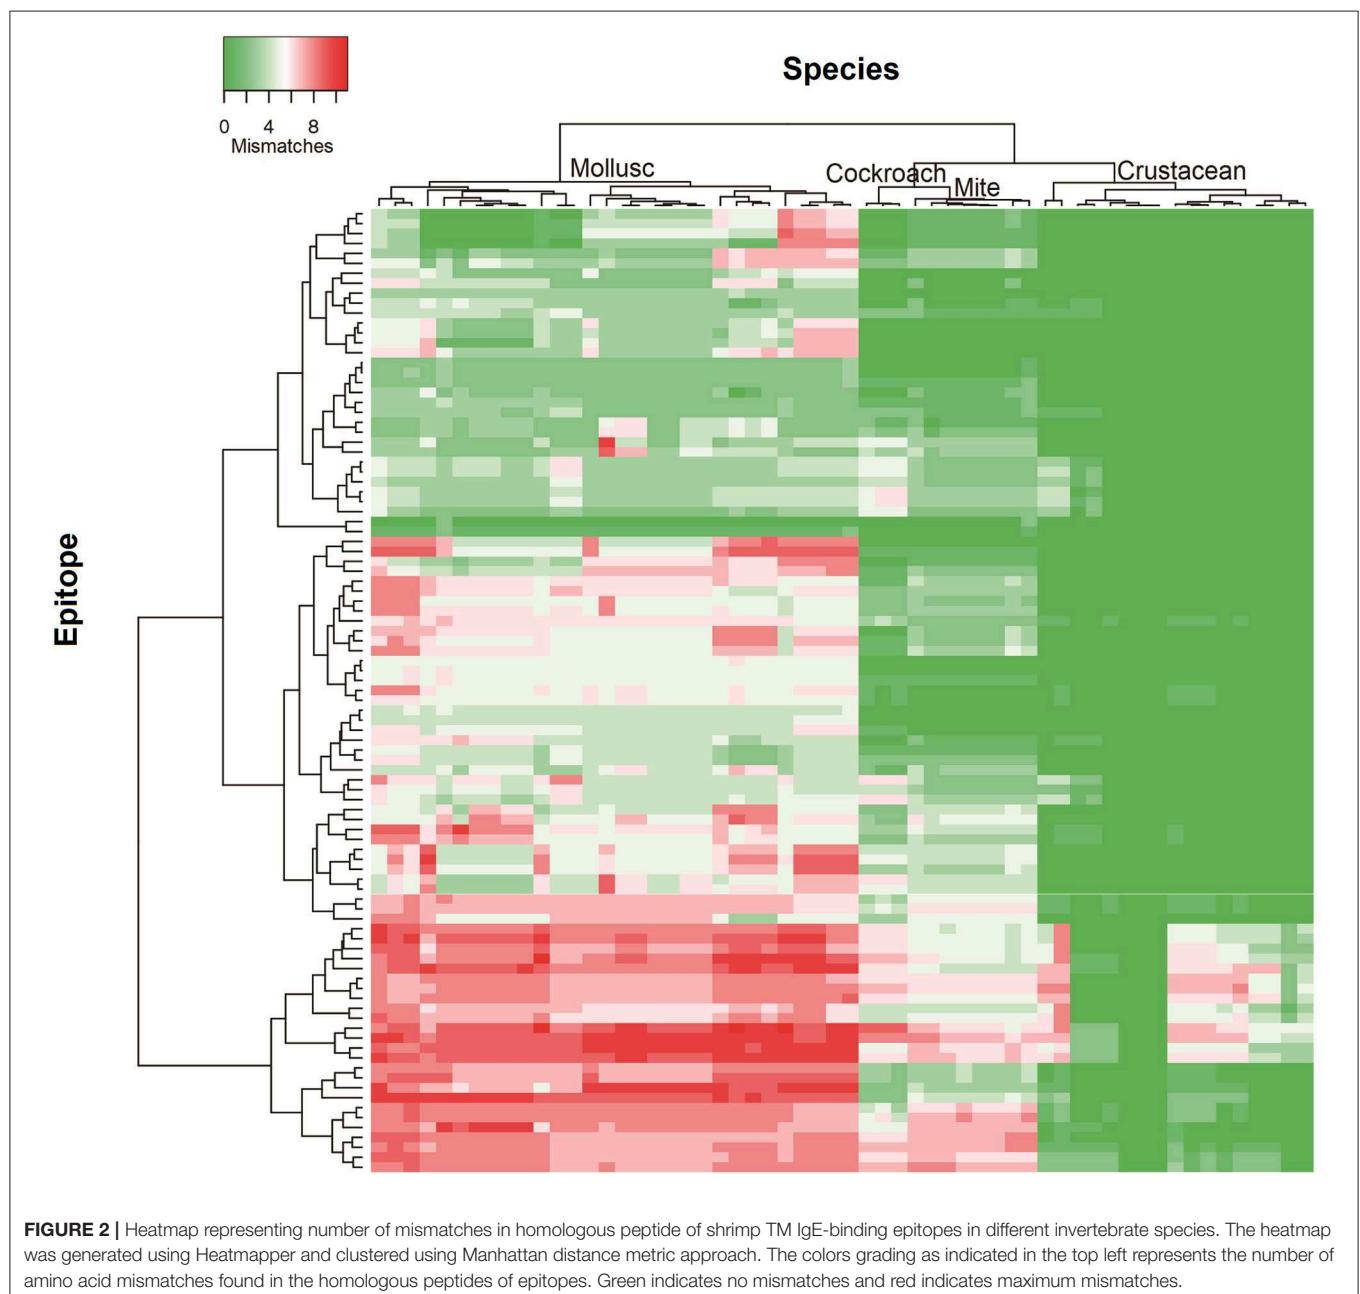 Species
0 4 8
Mismatches
Mollusc
Cockroach
Mite
Crustacean
Epitope
FIGURE 2 | Heatmap representing number of mismatches in homologous peptide of shrimp TM IgE-binding epitopes in different invertebrate species. The heatmap
was generated using Heatmapper and clustered using Manhattan distance metric approach. The colors grading as indicated in the top left represents the number of
amino acid mismatches found in the homologous peptides of epitopes. Green indicates no mismatches and red indicates maximum mismatches.